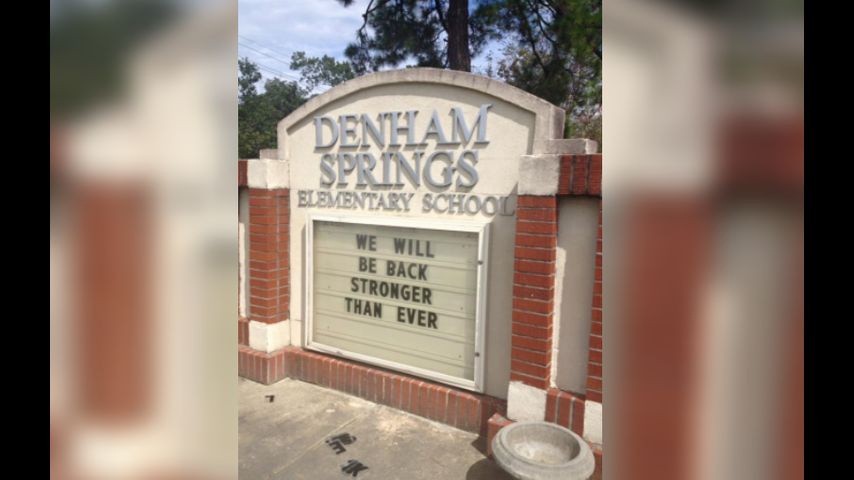 DENHAM
SPRINGS
ELEMENTARY SCHOOL
WE WILL
BE BACK
STRONGER
THAN EVER